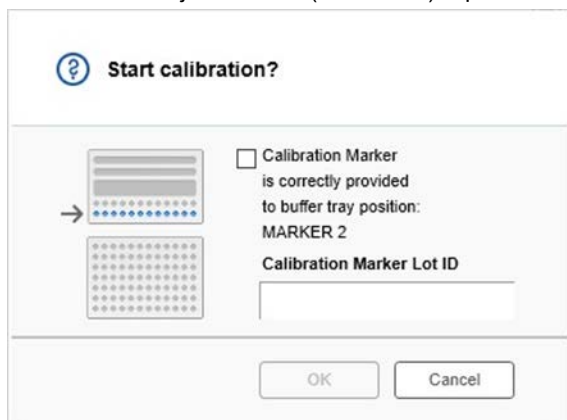 Start calibration?
Calibration Marker
is correctly provided
to buffer tray position:
MARKER 2
Calibration Marker Lot ID
OK
Cancel